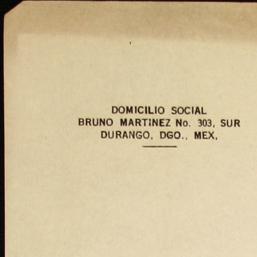 DOMICILIO SOCIAL
BRUNO MARTINEZ No. 303, SUR
DURANGO, DGO., MEX.